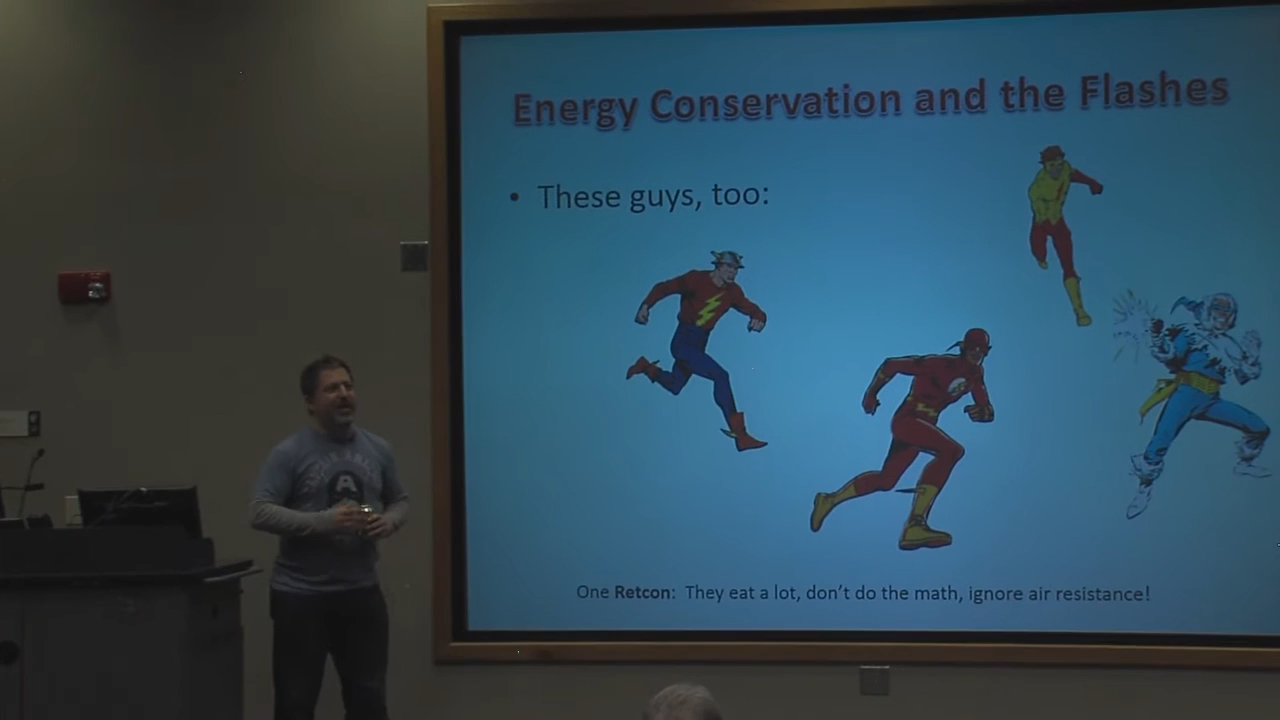 Energy Conservation and the Flashes
• These guys, too:
One Retcon: They eat a lot, don't do the math, ignore air resistance!
A